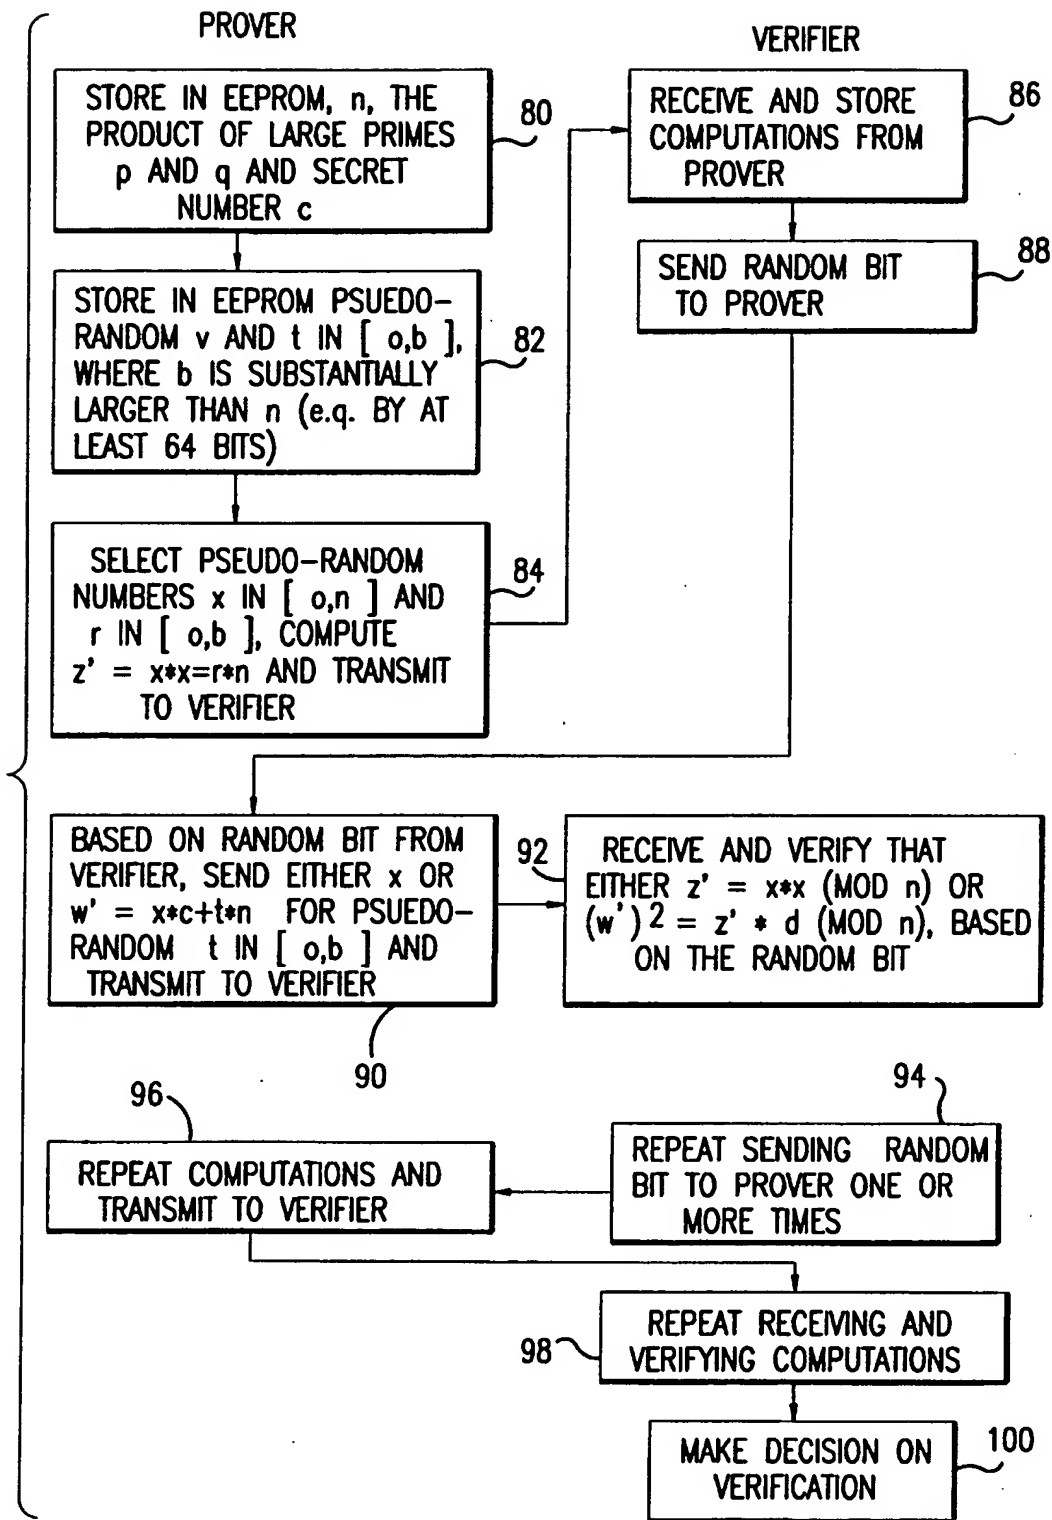 PROVER
STORE IN EEPROM, n, THE
PRODUCT OF LARGE PRIMES
p AND q AND SECRET
NUMBER c
80
STORE IN EEPROM PSUEDO-
RANDOM v AND t IN [ o,b ],
WHERE b IS SUBSTANTIALLY
LARGER THAN n (e.q. BY AT
LEAST 64 BITS)
82
SELECT PSEUDO-RANDOM
NUMBERS x IN [ o,n ] AND
r IN [ o,b ], COMPUTE
z' = x*x=r*n AND TRANSMIT
TO VERIFIER
84
VERIFIER
RECEIVE AND STORE
COMPUTATIONS FROM
PROVER
86
SEND RANDOM BIT
TO PROVER
88
BASED ON RANDOM BIT FROM
VERIFIER, SEND EITHER x OR
w' = x*c+t*n FOR PSUEDO-
RANDOM t IN [ o,b ] AND
TRANSMIT TO VERIFIER
90
92
RECEIVE AND VERIFY THAT
EITHER z' = x*x (MOD n) OR
(w')2 = z' * d (MOD n), BASED
ON THE RANDOM BIT
94
REPEAT SENDING RANDOM
BIT TO PROVER ONE OR
MORE TIMES
96
REPEAT COMPUTATIONS AND
TRANSMIT TO VERIFIER
98
REPEAT RECEIVING AND
VERIFYING COMPUTATIONS
MAKE DECISION ON
VERIFICATION
100